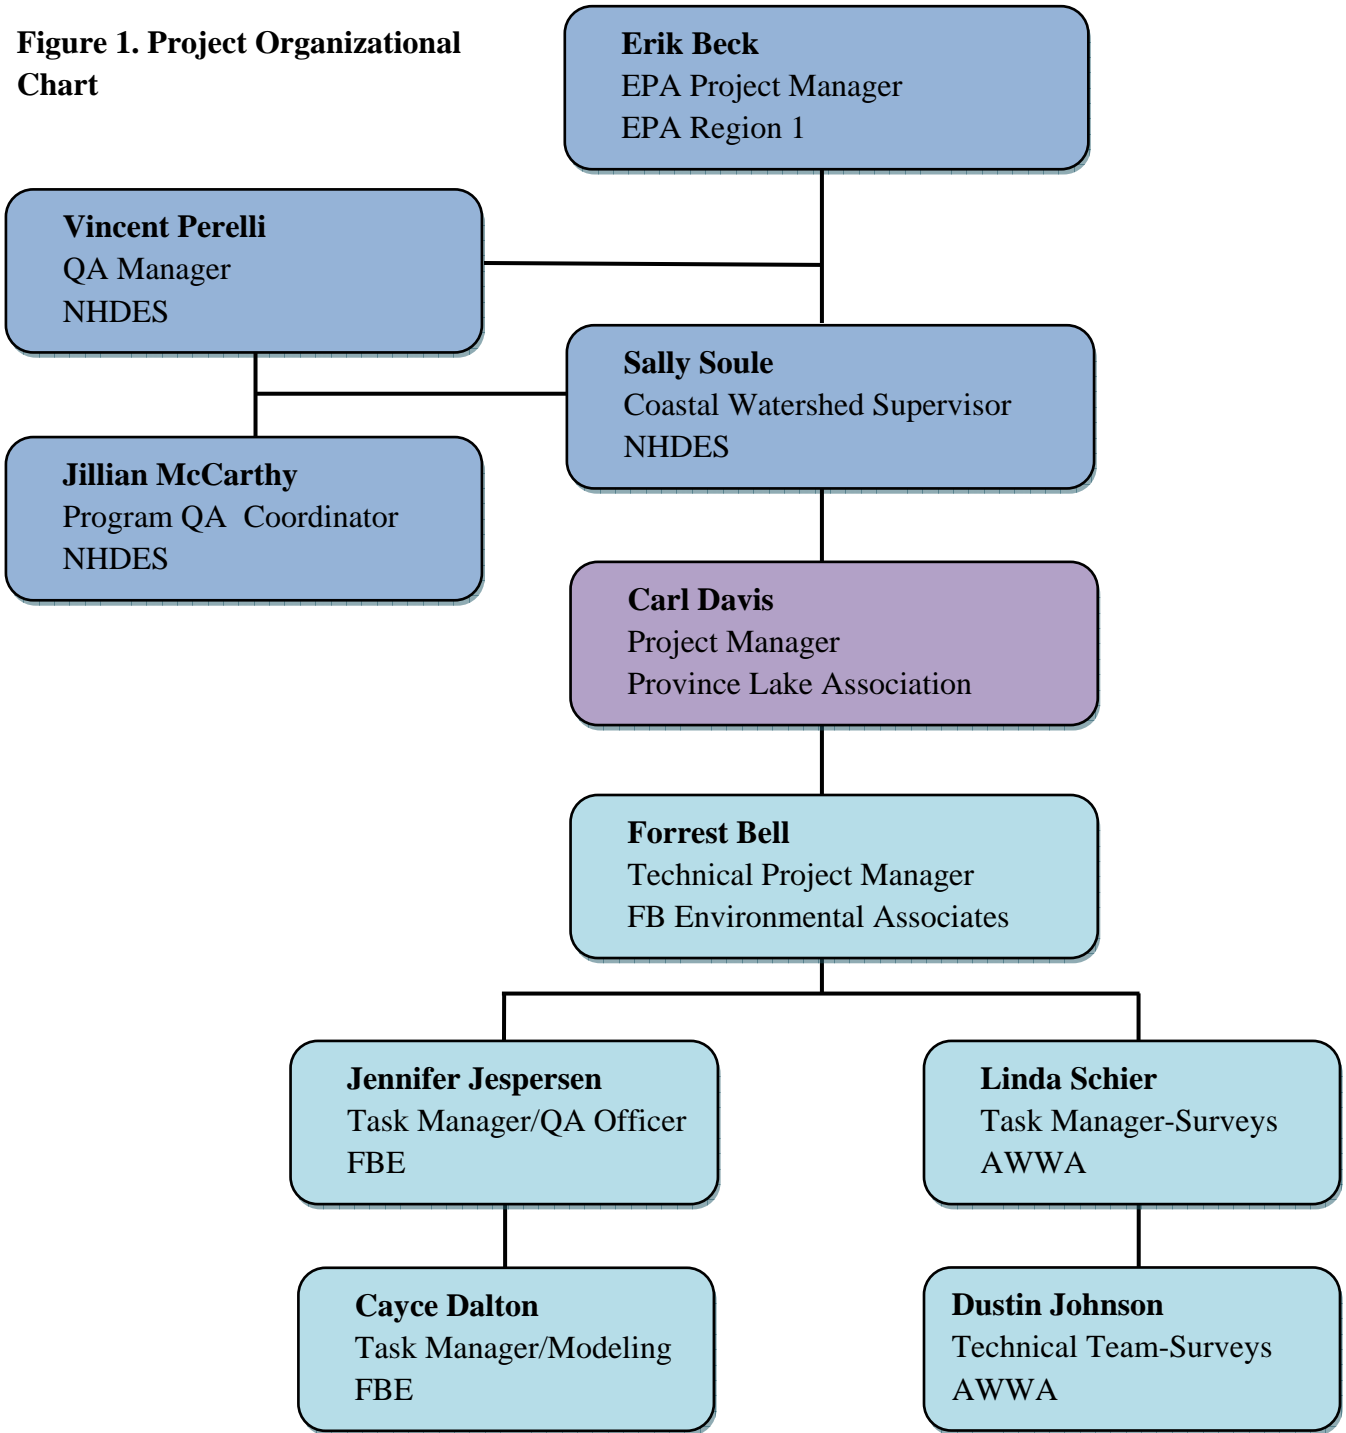 Figure 1. Project Organizational
Chart
Erik Beck
EPA Project Manager
EPA Region 1
Vincent Perelli
QA Manager
NHDES
Sally Soule
Coastal Watershed Supervisor
NHDES
Jillian McCarthy
Program QA  Coordinator
NHDES
Carl Davis
Project Manager
Province Lake Association
Forrest Bell
Technical Project Manager
FB Environmental Associates
Jennifer Jespersen
Task Manager/QA Officer
FBE
Linda Schier
Task Manager-Surveys
AWWA
Cayce Dalton
Task Manager/Modeling
FBE
Dustin Johnson
Technical Team-Surveys
AWWA